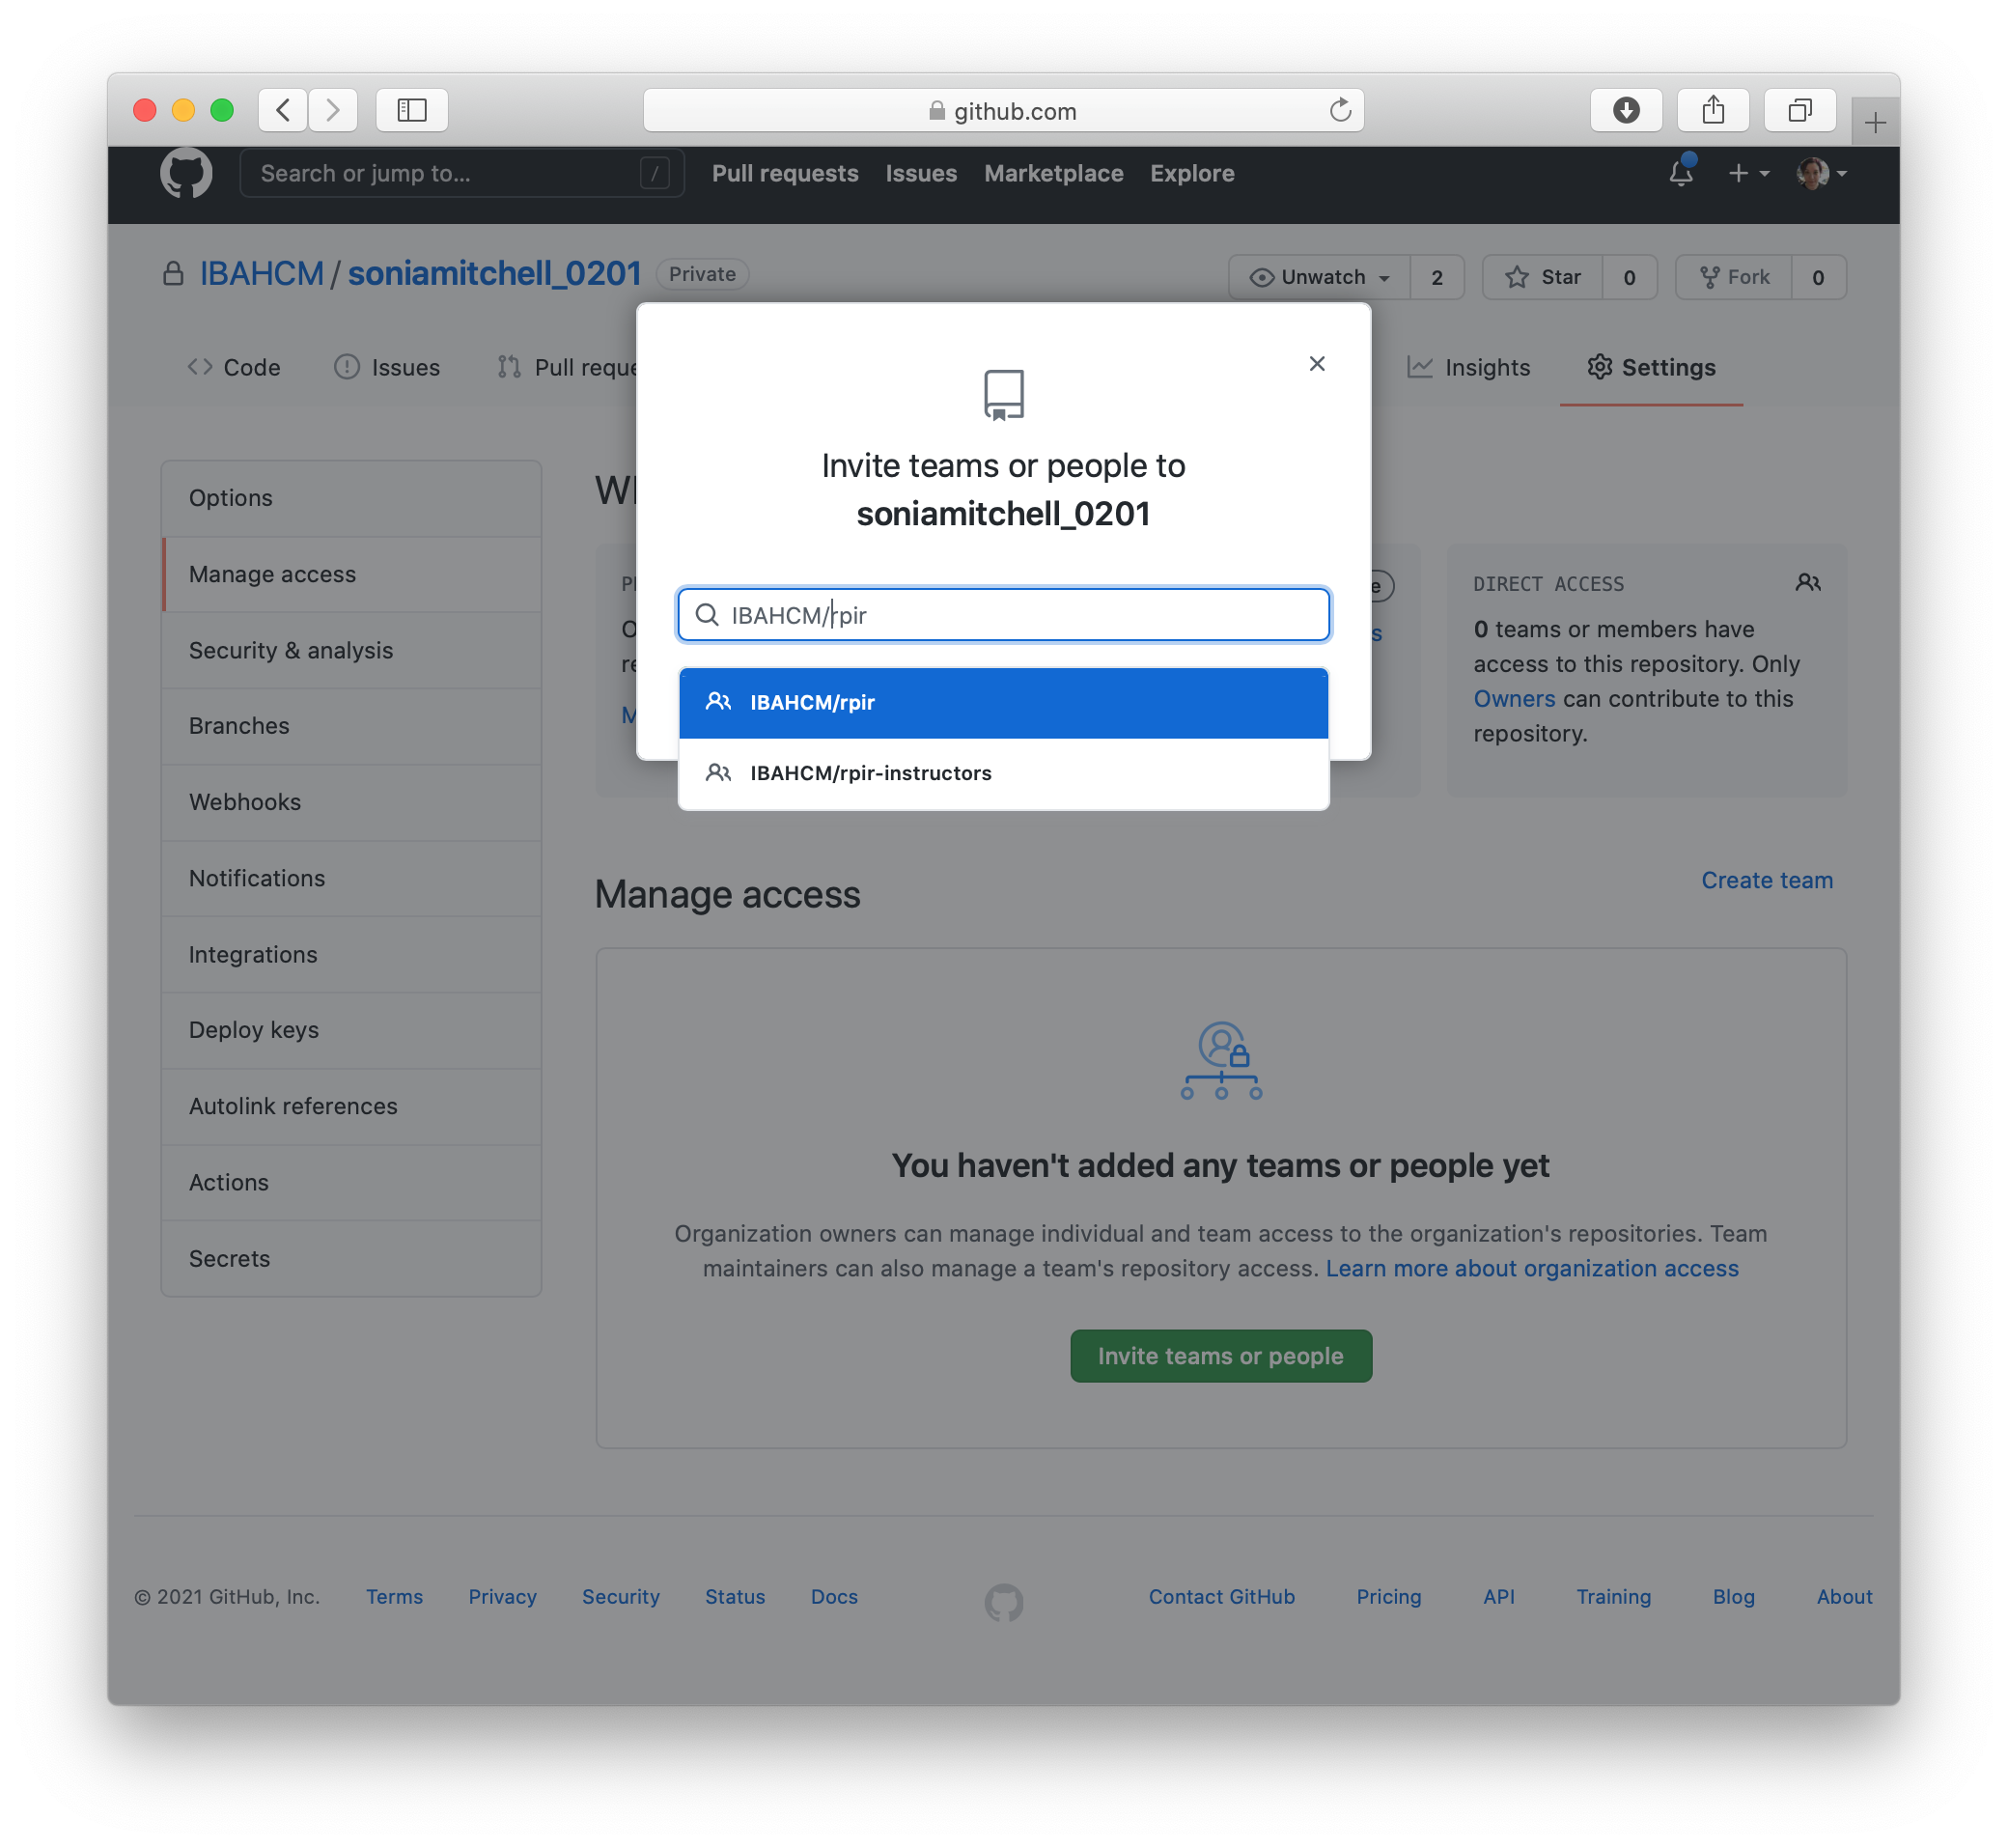 github.com
Search or jump to...
/
Pull requests
Issues
Marketplace
Explore
IBAHCM / soniamitchell_0201
Private
Unwatch
2
Star
0
Fork
0
Code
Issues
Pull reque
Insights
Settings
Options
Manage access
Security & analysis
Branches
Webhooks
Notifications
Integrations
Deploy keys
Autolink references
Actions
Secrets
Invite teams or people to
soniamitchell_0201
IBAHCM/rpir
IBAHCM/rpir
IBAHCM/rpir-instructors
DIRECT ACCESS
0 teams or members have
access to this repository. Only
Owners can contribute to this
repository.
Manage access
Create team
You haven't added any teams or people yet
Organization owners can manage individual and team access to the organization's repositories. Team
maintainers can also manage a team's repository access. Learn more about organization access
Invite teams or people
© 2021 GitHub, Inc.
Terms
Privacy
Security
Status
Docs
Contact GitHub
Pricing
API
Training
Blog
About